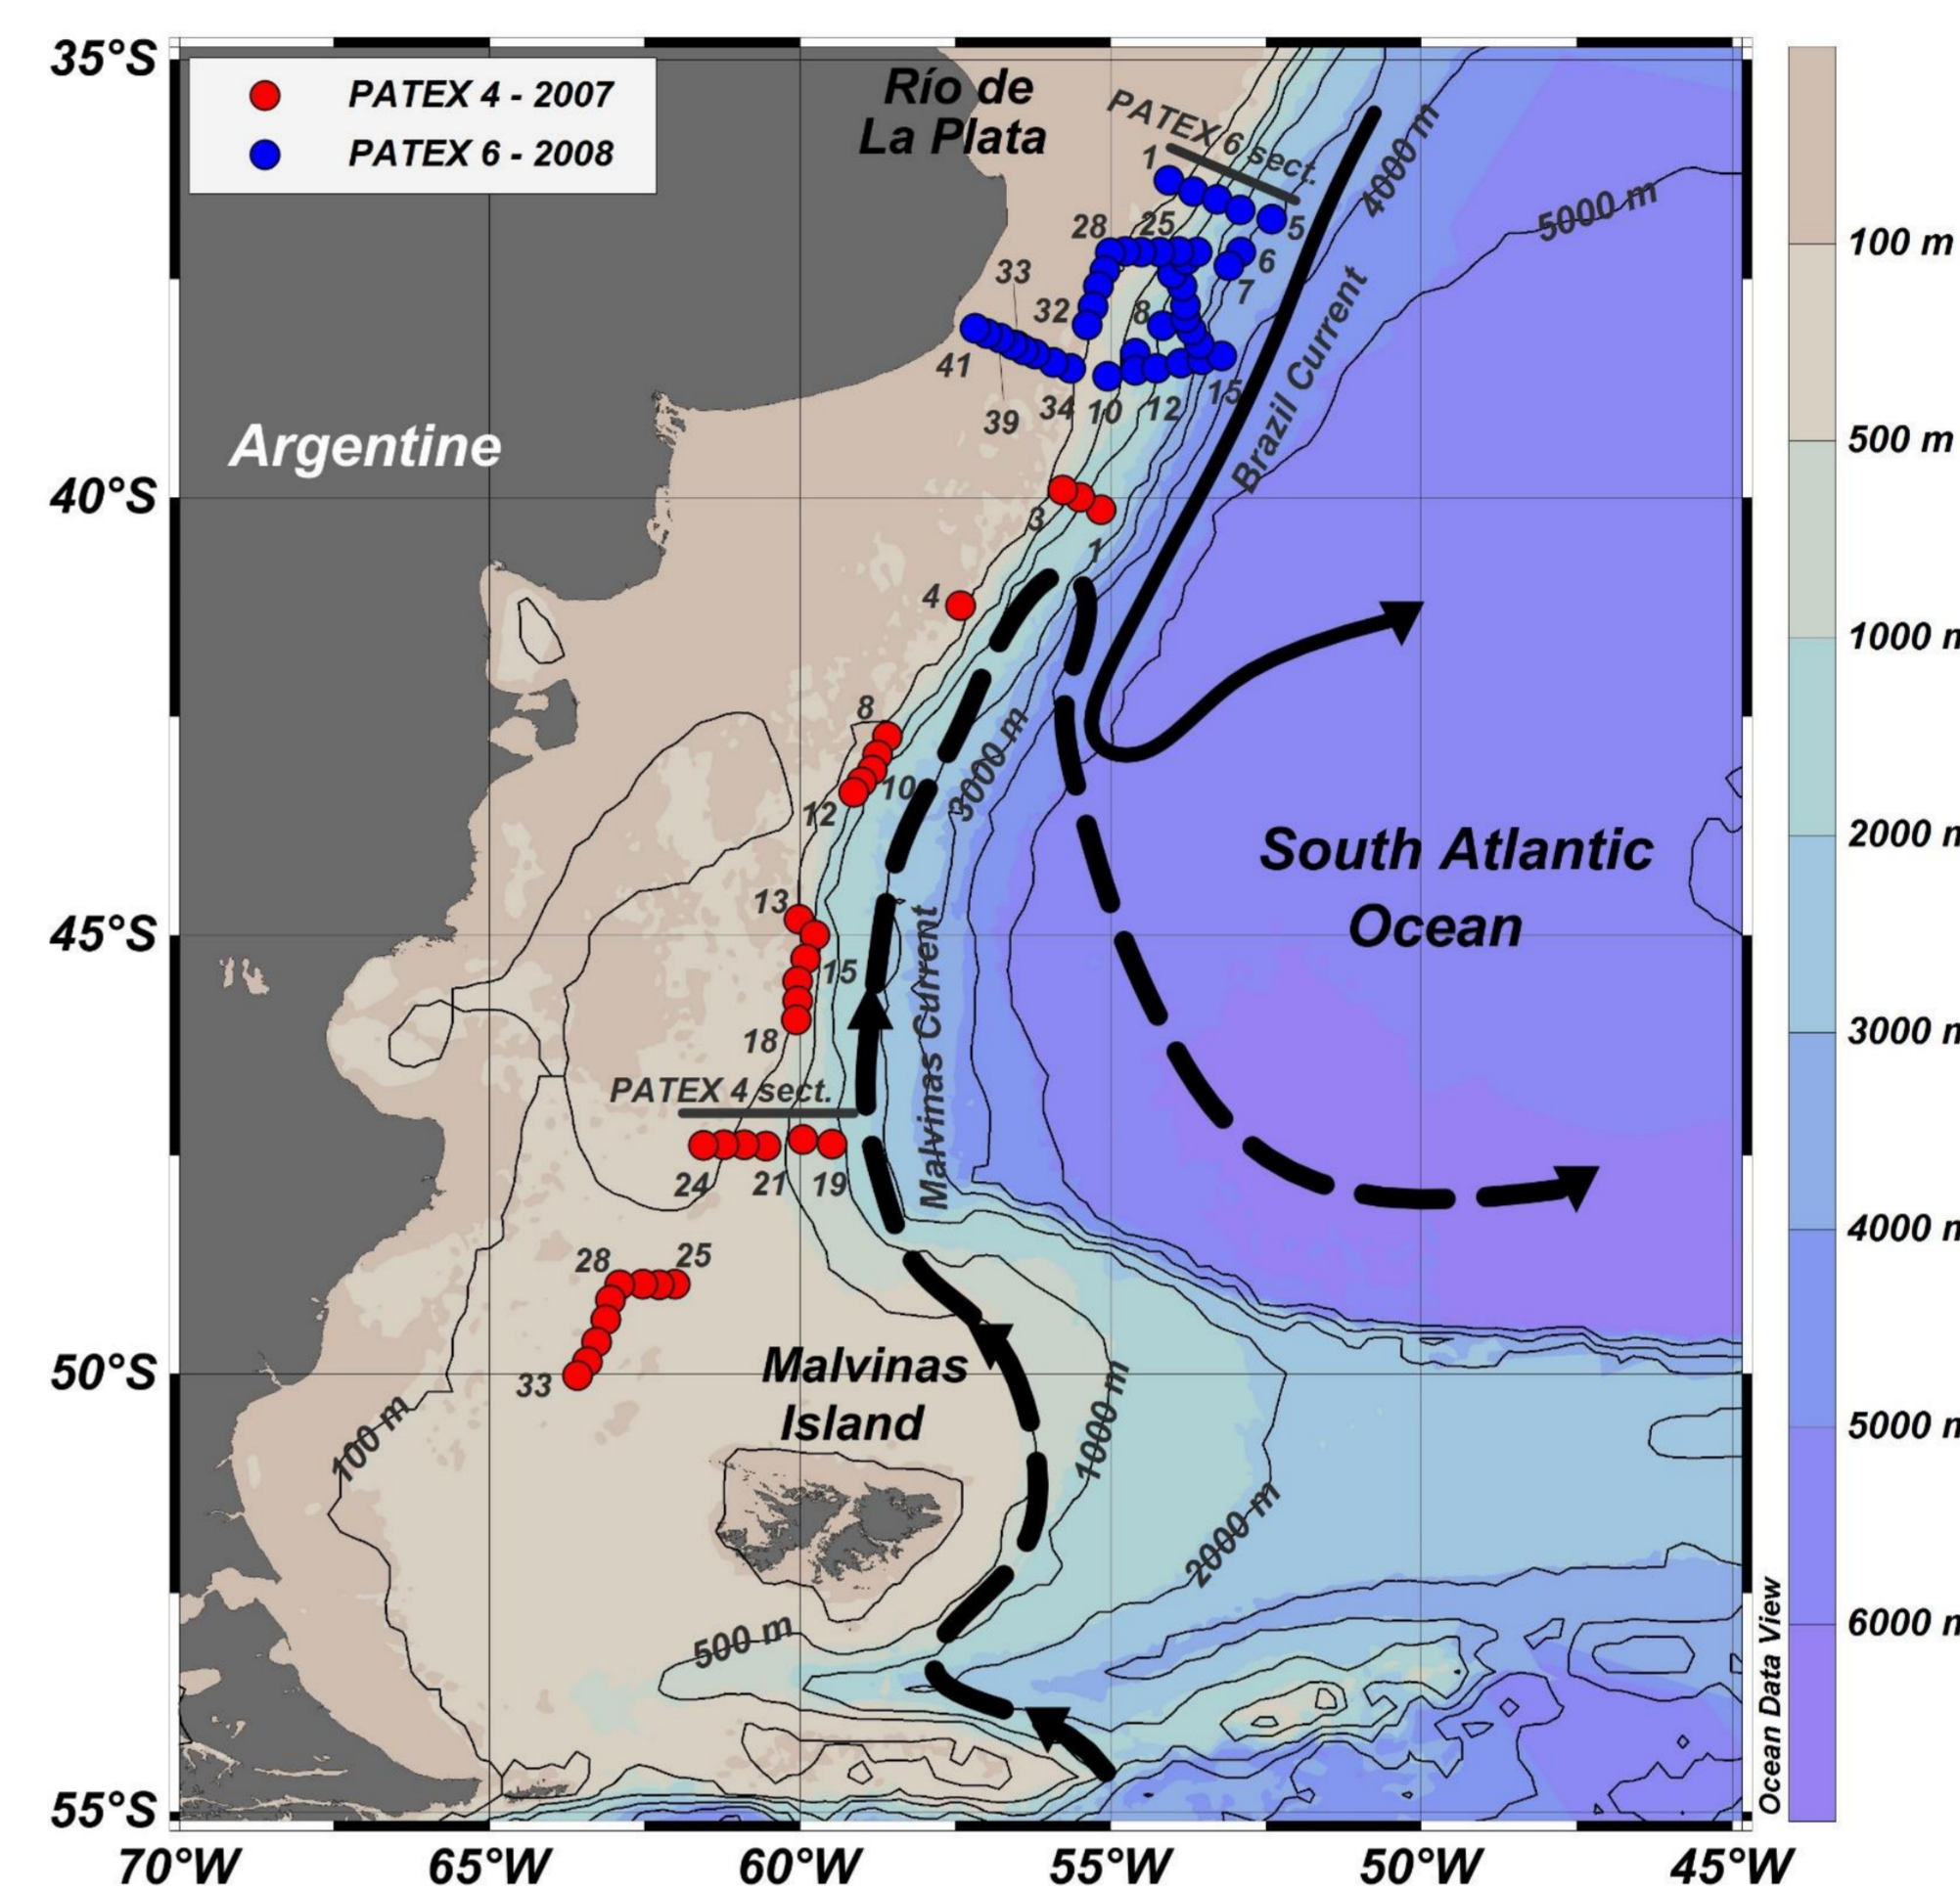 35°S
40°S
45°S
50°S
55°S
70°W
65°W
60°W
55°W
50°W
45°W
PATEX 4 - 2007
PATEX 6 - 2008
Río de
La Plata
PATEX 6 sect.
1
5
6
7
28
25
33
32
8
41
39
34
10
12
15
4000 m
5000 m
Brazil Current
Argentine
3
1
4
8
10
12
3000 m
South Atlantic
Ocean
13
15
18
Malvinas Current
PATEX 4 sect.
24
21
19
28
25
33
Malvinas
Island
100 m
1000 m
2000 m
500 m
100 m
500 m
1000 m
2000 m
3000 m
4000 m
5000 m
6000 m
Ocean Data View